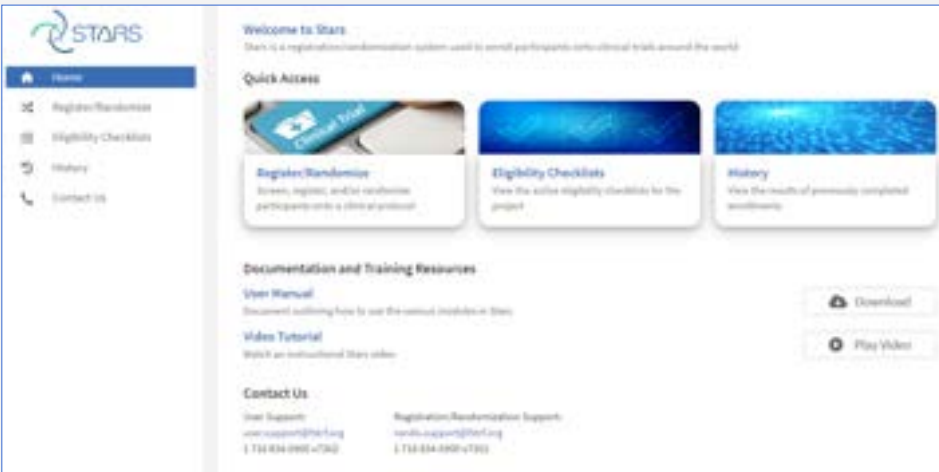 STARS
Home
Register/Randomize
Eligibility Checklists
History
Contact Us
Welcome to Stars
Stars is a registration/randomization system used to enroll participants onto clinical trials around the world
Quick Access
Clinical Trial
Register/Randomize
Screen, register, and/or randomize
participants onto a clinical protocol
Eligibility Checklists
View the active eligibility checklists for the
project
History
View the results of previously completed
enrollments
Documentation and Training Resources
User Manual
Document outlining how to use the various modules in Stars
Download
Video Tutorial
Watch an instructional Stars video
Play Video
Contact Us
User Support:
Registration/Randomization Support: